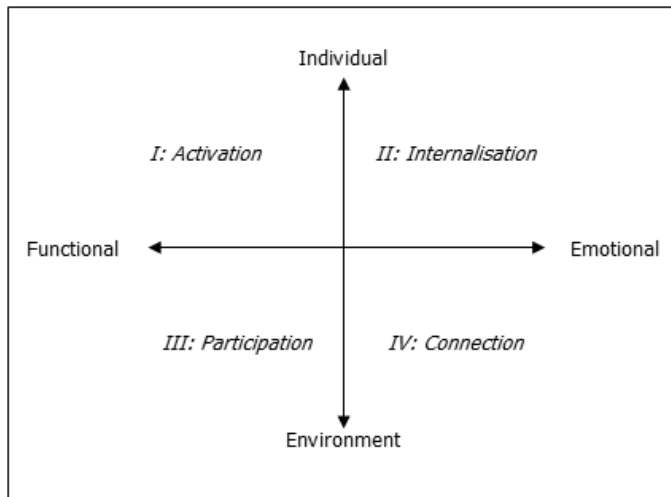 Individual
I: Activation
II: Internalisation
Functional
Emotional
III: Participation
IV: Connection
Environment